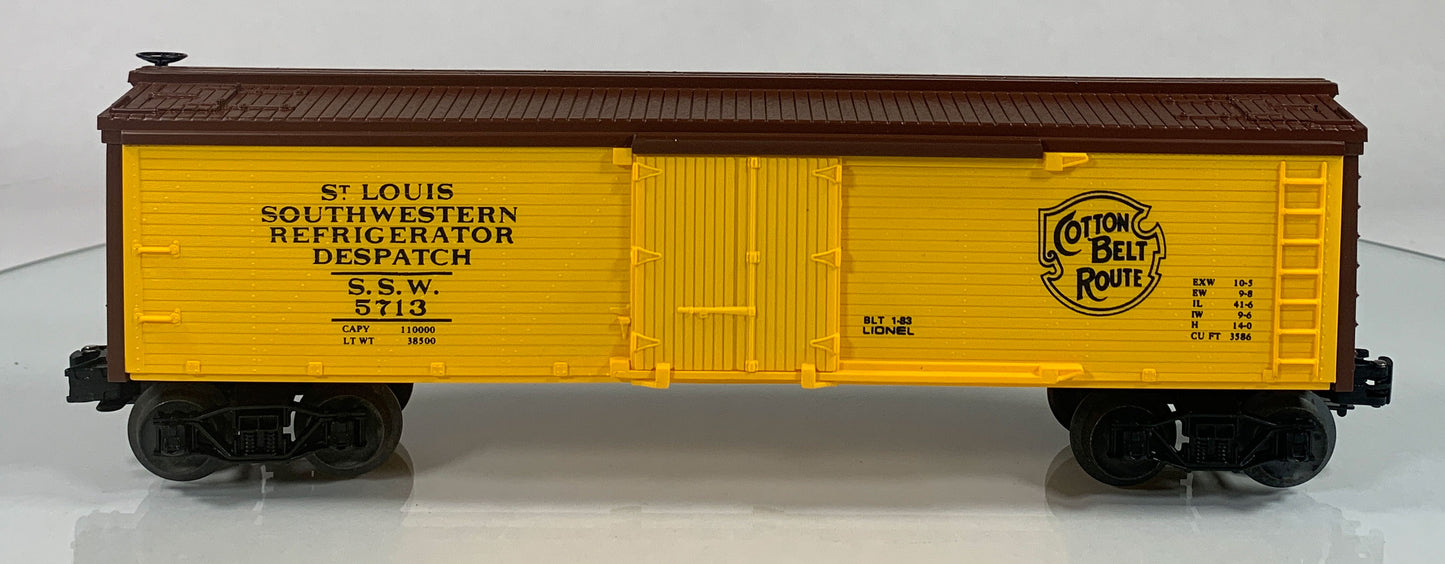 ST LOUIS
SOUTHWESTERN
REFRIGERATOR
DESPATCH
S. S. W.
5713
CAPY 110000
LT WT 38500
BLT 1-83
LIONEL
COTTON
BELT
ROUTE
EXW 10-5
EW 9-8
IL 41-6
IW 9-6
H 14-0
CU FT 3586